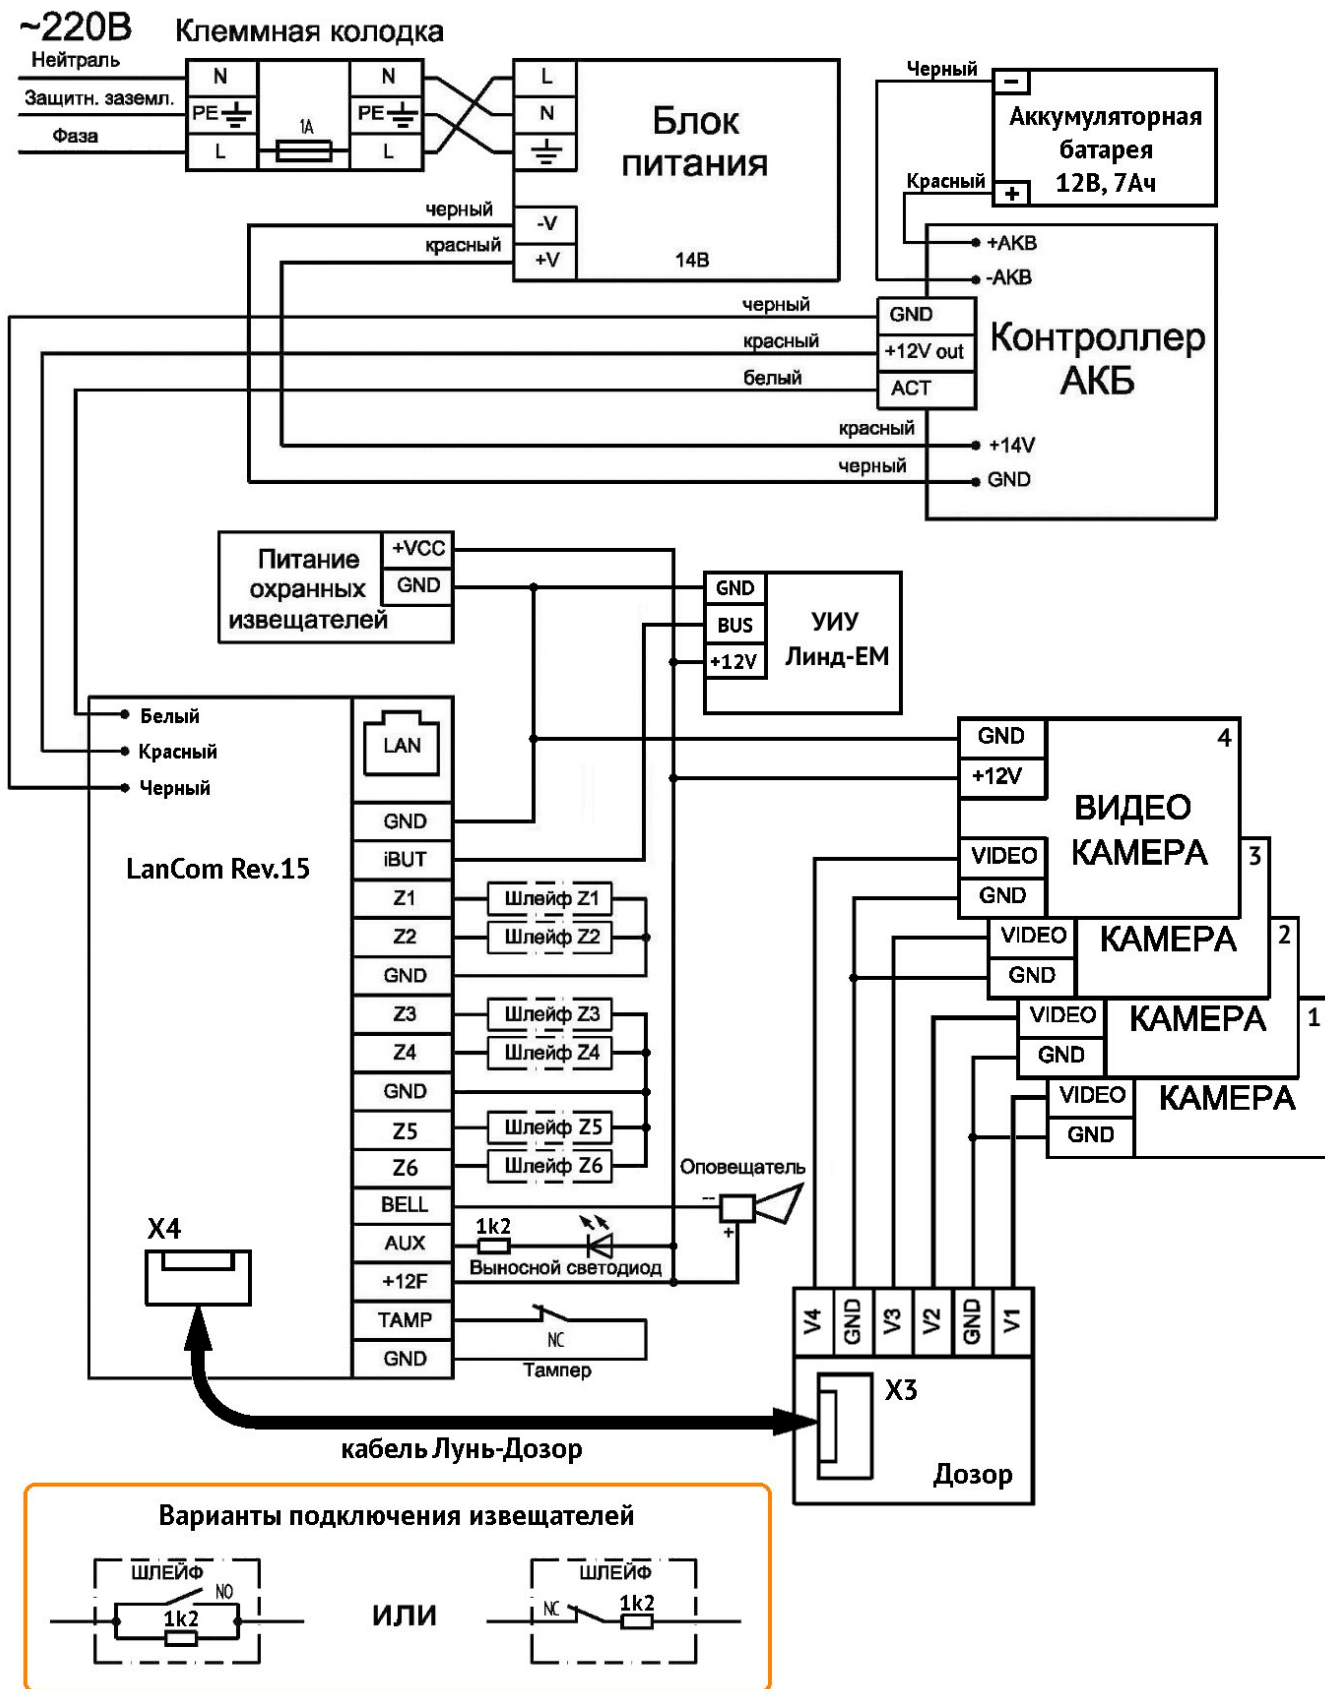 ~220В Клеммная колодка
Нейтраль
Защитн. заземл.
Фаза
N
PE
L
1A
N
PE
L
L
N
Блок
питания
-V
+V
14В
черный
красный
Черный
Красный
−
+
Аккумуляторная
батарея
12В, 7Ач
+АКВ
-АКВ
GND
+12V out
ACT
+14V
GND
Контроллер
АКБ
черный
красный
белый
красный
черный
Питание
охранных
извещателей
+VCC
GND
GND
BUS
+12V
УИУ
Линд-ЕМ
Белый
Красный
Черный
LanCom Rev.15
LAN
GND
iBUT
Z1
Z2
GND
Z3
Z4
GND
Z5
Z6
BELL
AUX
+12F
TAMP
GND
Шлейф Z1
Шлейф Z2
Шлейф Z3
Шлейф Z4
Шлейф Z5
Шлейф Z6
Оповещатель
--
+
1k2
Выносной светодиод
NC
Тампер
GND
+12V
4
ВИДЕО
КАМЕРА
VIDEO
GND
3
VIDEO
GND
КАМЕРА
2
VIDEO
GND
КАМЕРА
1
VIDEO
GND
КАМЕРА
X4
V4
GND
V3
V2
GND
V1
X3
Дозор
кабель Лунь-Дозор
Варианты подключения извещателей
ШЛЕЙФ
NO
1k2
ИЛИ
ШЛЕЙФ
NC
1k2